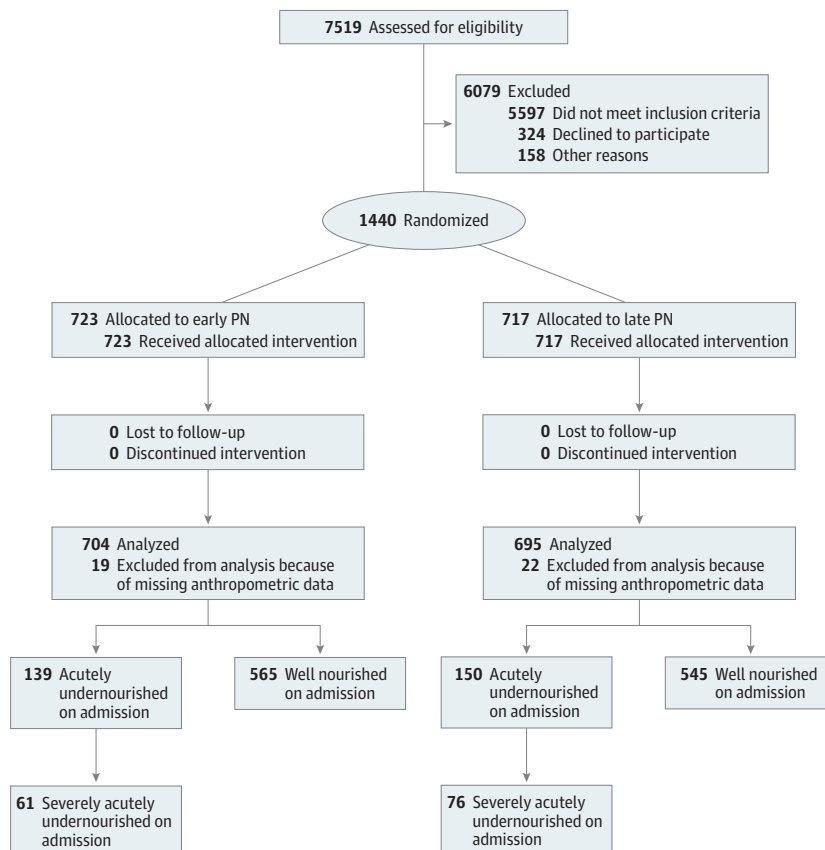 7519 Assessed for eligibility
6079 Excluded
5597 Did not meet inclusion criteria
324 Declined to participate
158 Other reasons
1440 Randomized
723 Allocated to early PN
723 Received allocated intervention
717 Allocated to late PN
717 Received allocated intervention
0 Lost to follow-up
0 Discontinued intervention
0 Lost to follow-up
0 Discontinued intervention
704 Analyzed
19 Excluded from analysis because
of missing anthropometric data
695 Analyzed
22 Excluded from analysis because
of missing anthropometric data
139 Acutely
undernourished
on admission
565 Well nourished
on admission
150 Acutely
undernourished
on admission
545 Well nourished
on admission
61 Severely acutely
undernourished on
admission
76 Severely acutely
undernourished on
admission